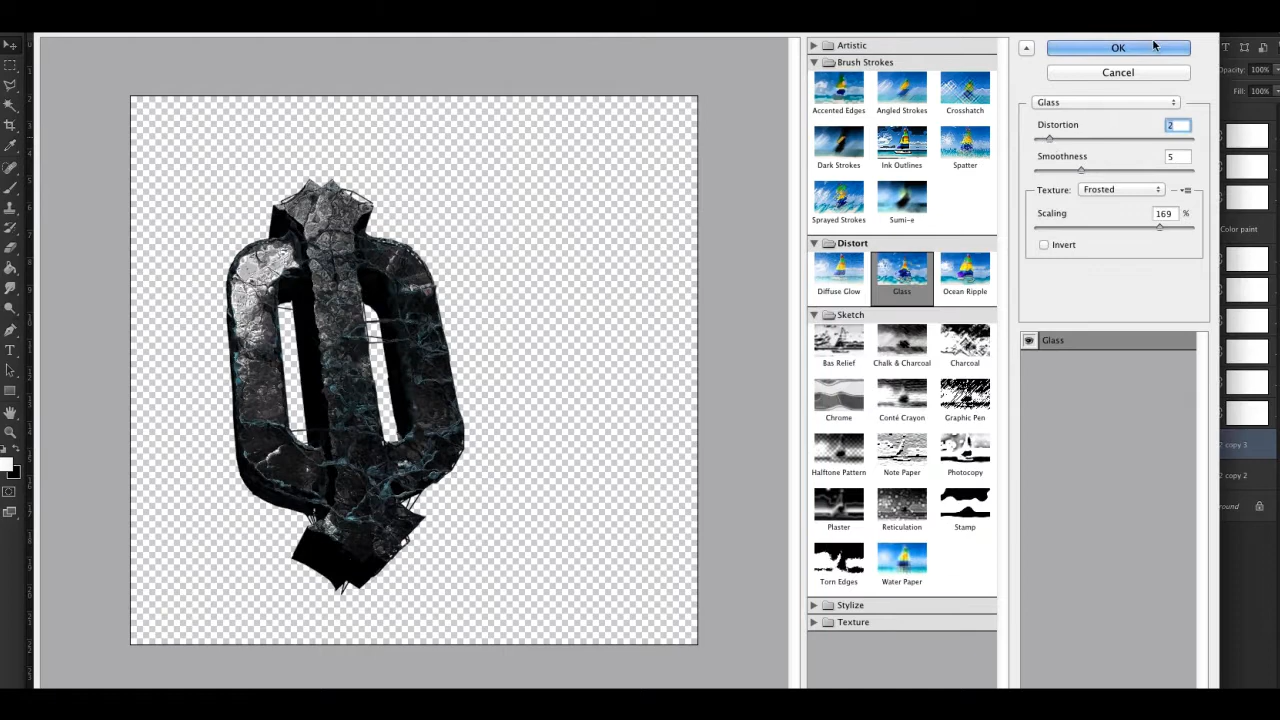 Artistic
Brush Strokes
Accented Edges
Angled Strokes
Crosshatch
Dark Strokes
Ink Outlines
Spatter
Sprayed Strokes
Sumi-e
Distort
Diffuse Glow
Glass
Ocean Ripple
Sketch
Bas Relief
Chalk & Charcoal
Charcoal
Chrome
Conté Crayon
Graphic Pen
Halftone Pattern
Note Paper
Photocopy
Plaster
Reticulation
Stamp
Torn Edges
Water Paper
Stylize
Texture
OK
Cancel
Glass
Distortion 2
Smoothness 5
Texture: Frosted
Scaling 169 %
Invert
Glass
Opacity: 100%
Fill: 100%
Color paint
2 copy 3
2 copy 2
round